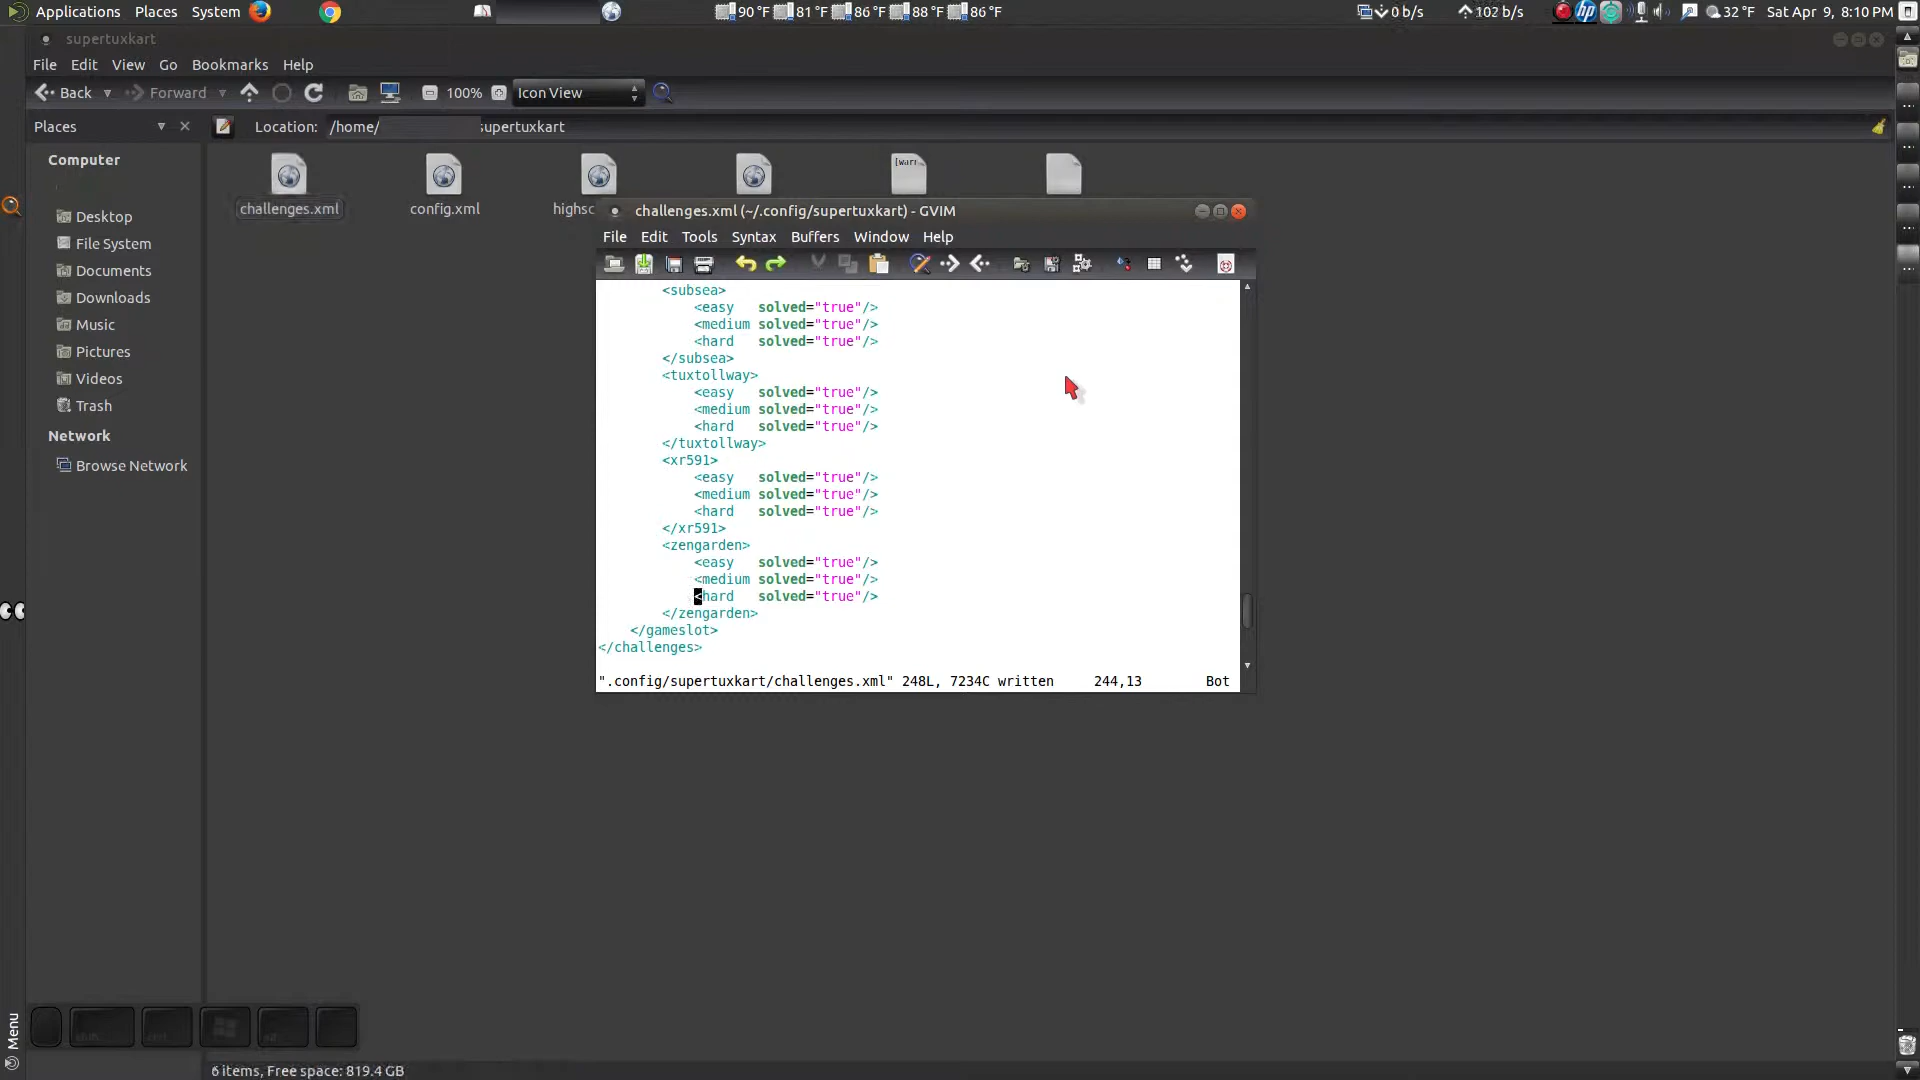 Applications Places System 90 °F 81 °F 86 °F 88 °F 86 °F 0 b/s 102 b/s hp 32 °F Sat Apr 9, 8:10 PM
supertuxkart
File Edit View Go Bookmarks Help
Back Forward 100% Icon View
Places Location: /home/ supertuxkart
Computer
Desktop
File System
Documents
Downloads
Music
Pictures
Videos
Trash
Network
Browse Network
challenges.xml config.xml highsc
challenges.xml (~/.config/supertuxkart) - GVIM
File Edit Tools Syntax Buffers Window Help
<subsea>
<easy solved="true"/>
<medium solved="true"/>
<hard solved="true"/>
</subsea>
<tuxtollway>
<easy solved="true"/>
<medium solved="true"/>
<hard solved="true"/>
</tuxtollway>
<xr591>
<easy solved="true"/>
<medium solved="true"/>
<hard solved="true"/>
</xr591>
<zengarden>
<easy solved="true"/>
<medium solved="true"/>
<hard solved="true"/>
</zengarden>
</gameslot>
</challenges>
".config/supertuxkart/challenges.xml" 248L, 7234C written 244,13 Bot
Menu
6 items, Free space: 819.4 GB